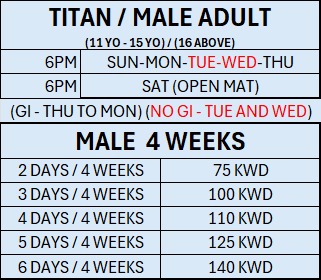 TITAN / MALE ADULT
(11 YO - 15 YO) / (16 ABOVE)
6PM SUN-MON-TUE-WED-THU
6PM SAT (OPEN MAT)
(GI - THU TO MON) (NO GI - TUE AND WED)
MALE 4 WEEKS
2 DAYS / 4 WEEKS 75 KWD
3 DAYS / 4 WEEKS 100 KWD
4 DAYS / 4 WEEKS 110 KWD
5 DAYS / 4 WEEKS 125 KWD
6 DAYS / 4 WEEKS 140 KWD